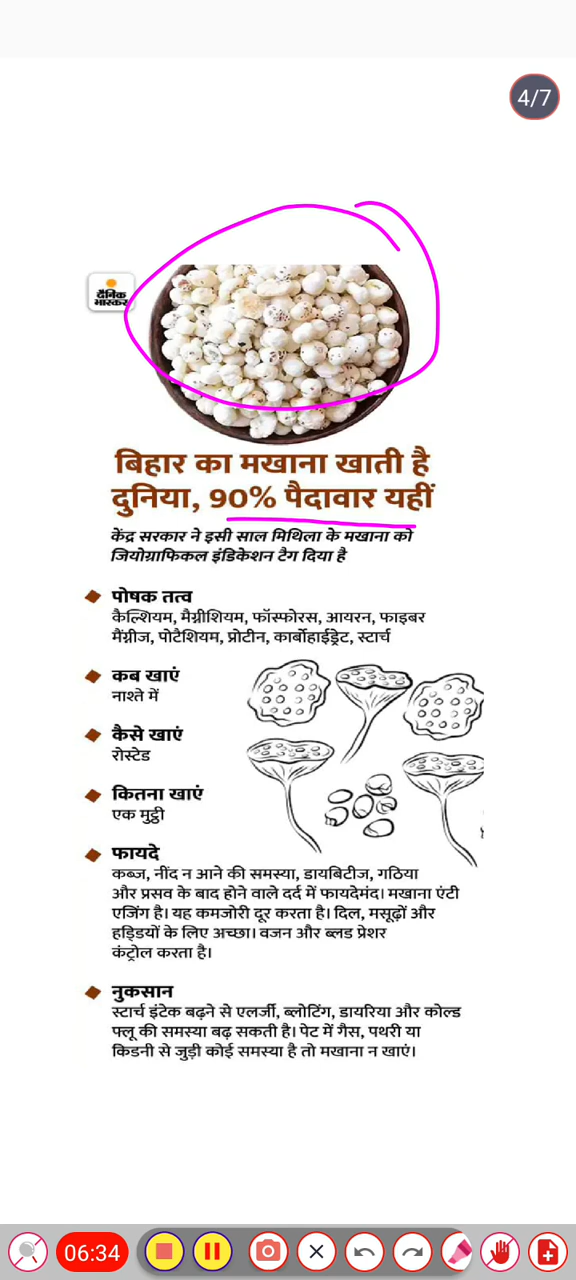 4/7
दैनिक
भास्कर
बिहार का मखाना खाती है
दुनिया, 90% पैदावार यहीं
केंद्र सरकार ने इसी साल मिथिला के मखाना को
जियोग्राफिकल इंडिकेशन टैग दिया है
पोषक तत्व
कैल्शियम, मैग्नीशियम, फॉस्फोरस, आयरन, फाइबर
मैंग्नीज, पोटैशियम, प्रोटीन, कार्बोहाईड्रेट, स्टार्च
कब खाएं
नाश्ते में
कैसे खाएं
रोस्टेड
कितना खाएं
एक मुट्ठी
फायदे
कब्ज, नींद न आने की समस्या, डायबिटीज, गठिया
और प्रसव के बाद होने वाले दर्द में फायदेमंद। मखाना एंटी
एजिंग है। यह कमजोरी दूर करता है। दिल, मसूढ़ों और
हड्डियों के लिए अच्छा। वजन और ब्लड प्रेशर
कंट्रोल करता है।
नुकसान
स्टार्च इंटेक बढ़ने से एलर्जी, ब्लोटिंग, डायरिया और कोल्ड
फ्लू की समस्या बढ़ सकती है। पेट में गैस, पथरी या
किडनी से जुड़ी कोई समस्या है तो मखाना न खाएं।
06:34